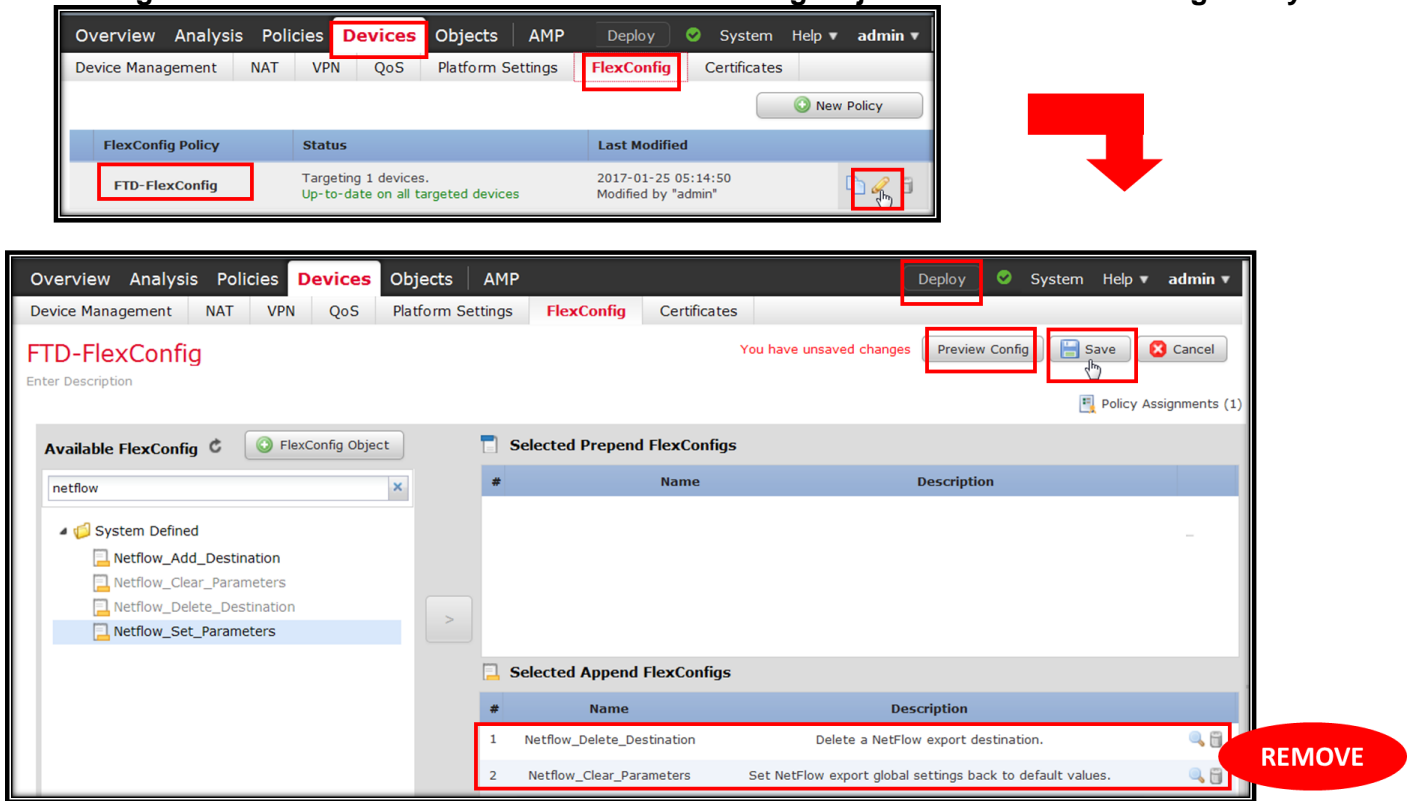 Overview Analysis Policies Devices Objects AMP Deploy System Help ▼ admin ▼
Device Management NAT VPN QoS Platform Settings FlexConfig Certificates
New Policy
FlexConfig Policy Status Last Modified
FTD-FlexConfig Targeting 1 devices. 2017-01-25 05:14:50
Up-to-date on all targeted devices Modified by "admin"
Overview Analysis Policies Devices Objects AMP Deploy System Help ▼ admin ▼
Device Management NAT VPN QoS Platform Settings FlexConfig Certificates
FTD-FlexConfig You have unsaved changes Preview Config Save Cancel
Enter Description
Policy Assignments (1)
Available FlexConfig FlexConfig Object Selected Prepend FlexConfigs
netflow # Name Description
System Defined
Netflow_Add_Destination
Netflow_Clear_Parameters
Netflow_Delete_Destination
Netflow_Set_Parameters
>
Selected Append FlexConfigs
# Name Description
1 Netflow_Delete_Destination Delete a NetFlow export destination.
REMOVE
2 Netflow_Clear_Parameters Set NetFlow export global settings back to default values.